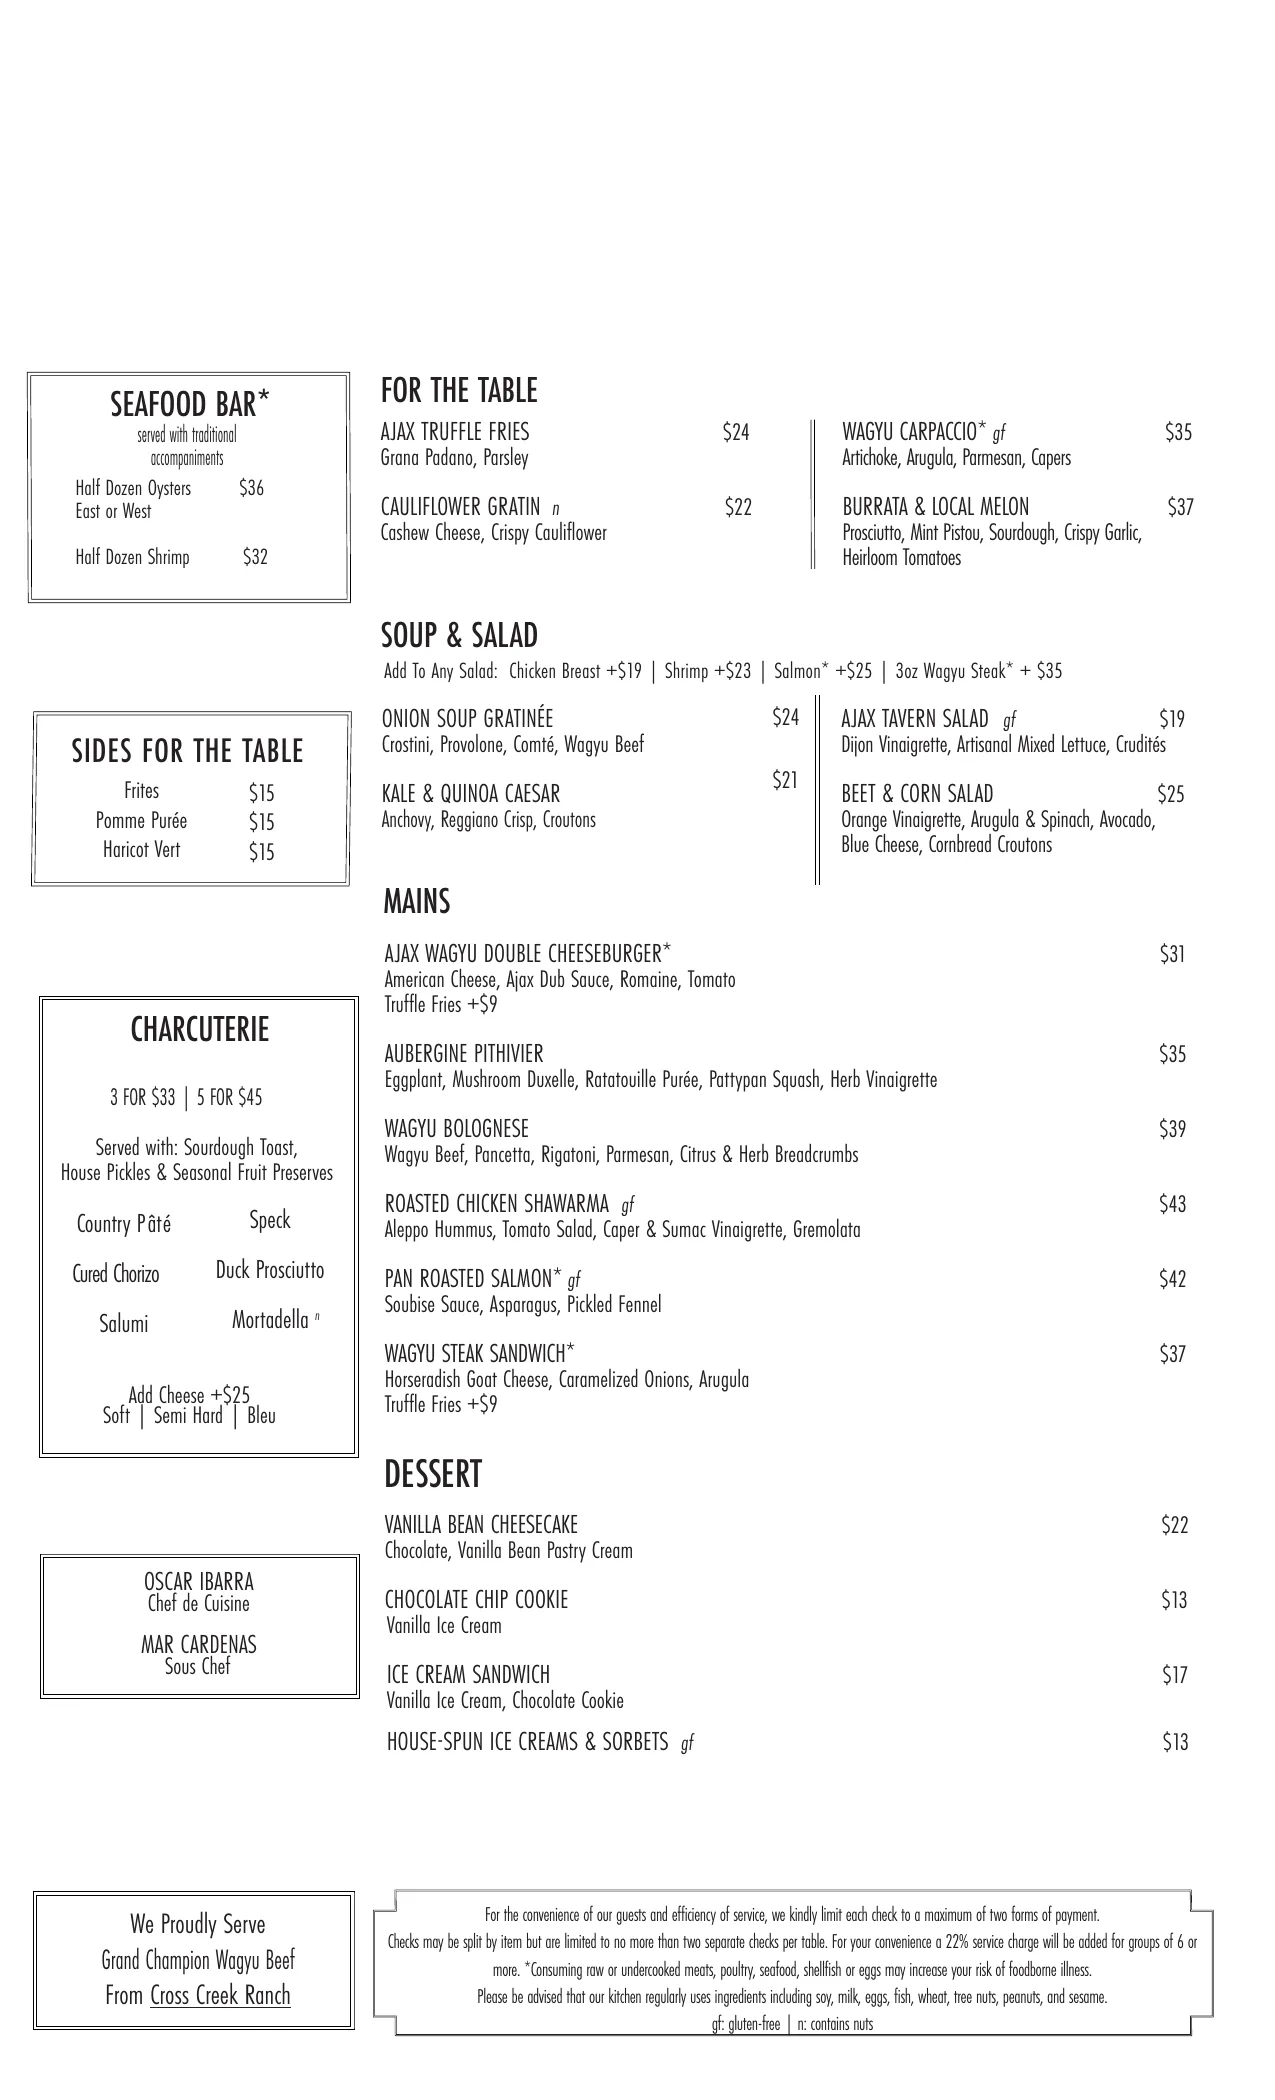 SEAFOOD BAR*
served with traditional
accompaniments
Half Dozen Oysters $36
East or West
Half Dozen Shrimp $32
SIDES FOR THE TABLE
Frites $15
Pomme Purée $15
Haricot Vert $15
CHARCUTERIE
3 FOR $33 | 5 FOR $45
Served with: Sourdough Toast,
House Pickles & Seasonal Fruit Preserves
Country Pâté Speck
Cured Chorizo Duck Prosciutto
Salumi Mortadella n
Add Cheese +$25
Soft | Semi Hard | Bleu
OSCAR IBARRA
Chef de Cuisine
MAR CARDENAS
Sous Chef
We Proudly Serve
Grand Champion Wagyu Beef
From Cross Creek Ranch
FOR THE TABLE
AJAX TRUFFLE FRIES $24
Grana Padano, Parsley
CAULIFLOWER GRATIN n $22
Cashew Cheese, Crispy Cauliflower
WAGYU CARPACCIO* gf $35
Artichoke, Arugula, Parmesan, Capers
BURRATA & LOCAL MELON $37
Prosciutto, Mint Pistou, Sourdough, Crispy Garlic,
Heirloom Tomatoes
SOUP & SALAD
Add To Any Salad: Chicken Breast +$19 | Shrimp +$23 | Salmon* +$25 | 3oz Wagyu Steak* + $35
ONION SOUP GRATINÉE $24
Crostini, Provolone, Comté, Wagyu Beef
KALE & QUINOA CAESAR $21
Anchovy, Reggiano Crisp, Croutons
AJAX TAVERN SALAD gf $19
Dijon Vinaigrette, Artisanal Mixed Lettuce, Crudités
BEET & CORN SALAD $25
Orange Vinaigrette, Arugula & Spinach, Avocado,
Blue Cheese, Cornbread Croutons
MAINS
AJAX WAGYU DOUBLE CHEESEBURGER* $31
American Cheese, Ajax Dub Sauce, Romaine, Tomato
Truffle Fries +$9
AUBERGINE PITHIVIER $35
Eggplant, Mushroom Duxelle, Ratatouille Purée, Pattypan Squash, Herb Vinaigrette
WAGYU BOLOGNESE $39
Wagyu Beef, Pancetta, Rigatoni, Parmesan, Citrus & Herb Breadcrumbs
ROASTED CHICKEN SHAWARMA gf $43
Aleppo Hummus, Tomato Salad, Caper & Sumac Vinaigrette, Gremolata
PAN ROASTED SALMON* gf $42
Soubise Sauce, Asparagus, Pickled Fennel
WAGYU STEAK SANDWICH* $37
Horseradish Goat Cheese, Caramelized Onions, Arugula
Truffle Fries +$9
DESSERT
VANILLA BEAN CHEESECAKE $22
Chocolate, Vanilla Bean Pastry Cream
CHOCOLATE CHIP COOKIE $13
Vanilla Ice Cream
ICE CREAM SANDWICH $17
Vanilla Ice Cream, Chocolate Cookie
HOUSE-SPUN ICE CREAMS & SORBETS gf $13
For the convenience of our guests and efficiency of service, we kindly limit each check to a maximum of two forms of payment.
Checks may be split by item but are limited to no more than two separate checks per table. For your convenience a 22% service charge will be added for groups of 6 or
more. *Consuming raw or undercooked meats, poultry, seafood, shellfish or eggs may increase your risk of foodborne illness.
Please be advised that our kitchen regularly uses ingredients including soy, milk, eggs, fish, wheat, tree nuts, peanuts, and sesame.
gf: gluten-free | n: contains nuts